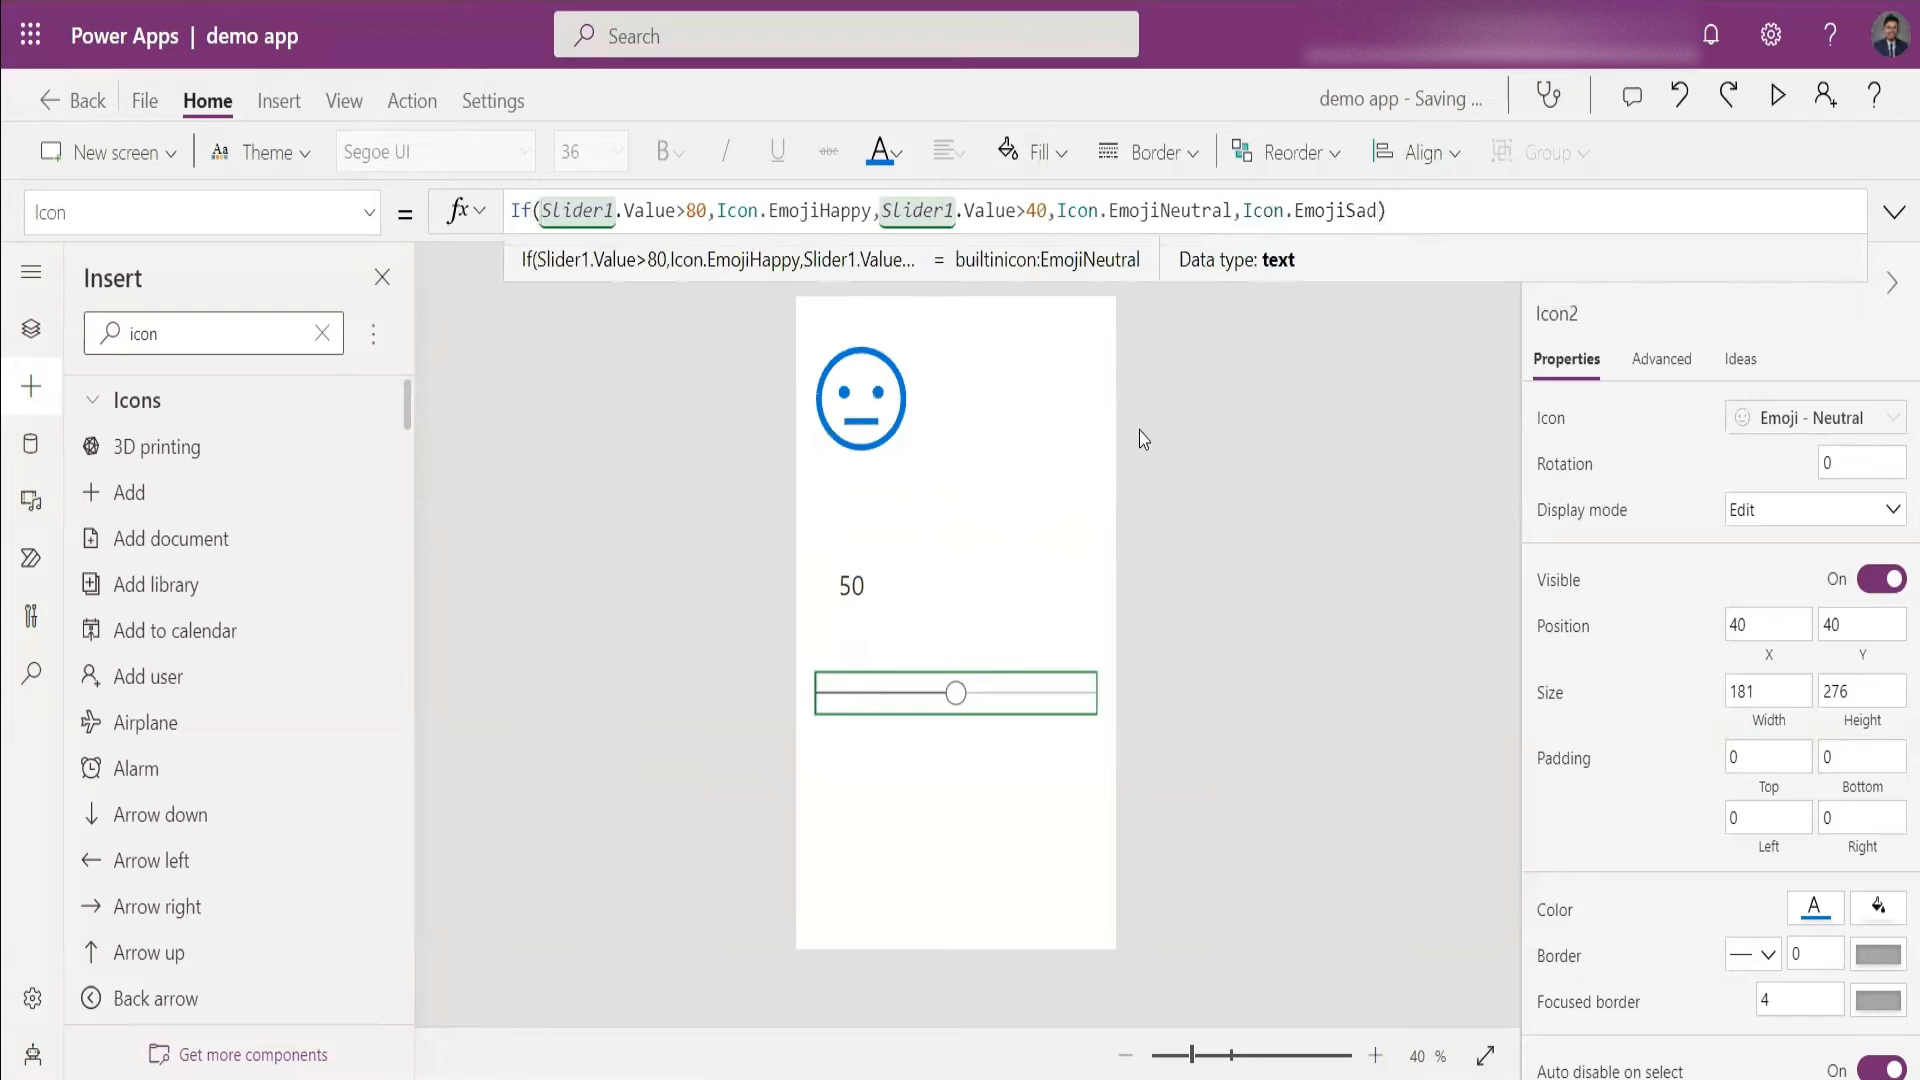 Power Apps | demo app
Search
Back File Home Insert View Action Settings
demo app - Saving ...
New screen Theme Segoe UI 36 B / U abc A Fill Border Reorder Align Group
Icon = fx If(Slider1.Value>80,Icon.EmojiHappy,Slider1.Value>40,Icon.EmojiNeutral,Icon.EmojiSad)
If(Slider1.Value>80,Icon.EmojiHappy,Slider1.Value... = builtinicon:EmojiNeutral Data type: text
Insert
icon
Icons
3D printing
Add
Add document
Add library
Add to calendar
Add user
Airplane
Alarm
Arrow down
Arrow left
Arrow right
Arrow up
Back arrow
Get more components
50
40 %
Icon2
Properties Advanced Ideas
Icon Emoji - Neutral
Rotation 0
Display mode Edit
Visible On
Position 40 40
X Y
Size 181 276
Width Height
Padding 0 0
Top Bottom
0 0
Left Right
Color A
Border 0
Focused border 4
Auto disable on select On